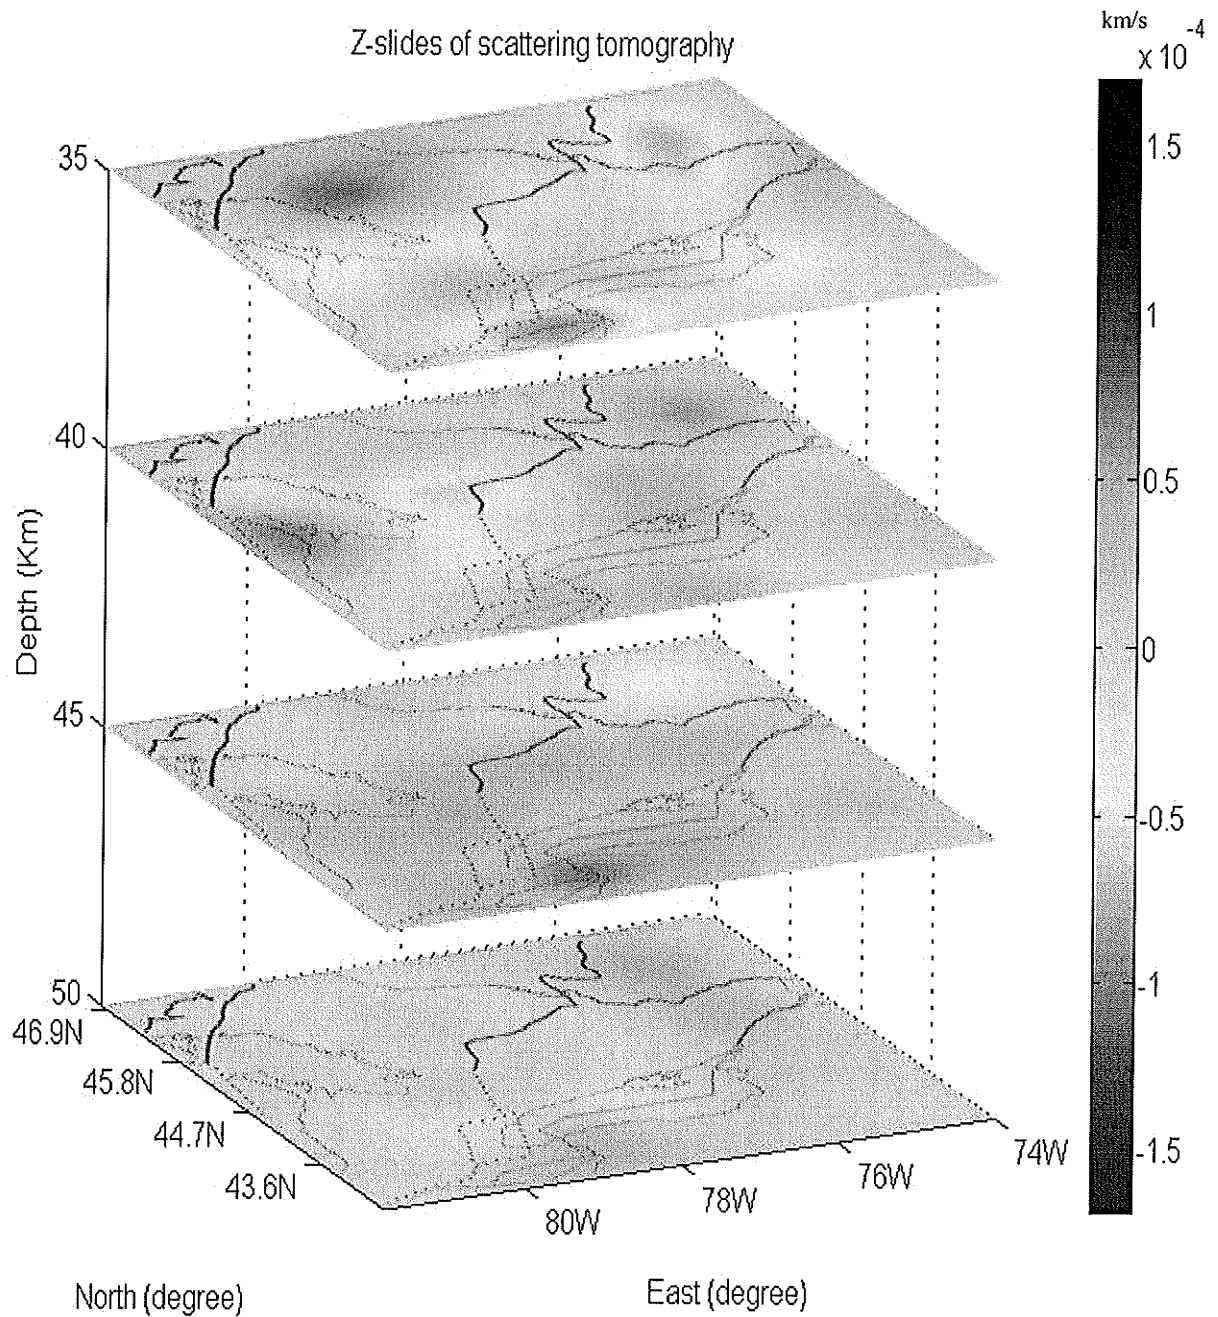 Z-slides of scattering tomography
km/s
x 10
-4
1.5
1
0.5
0
-0.5
-1
-1.5
Depth (Km)
35
40
45
50
46.9N
45.8N
44.7N
43.6N
80W
78W
76W
74W
North (degree)
East (degree)